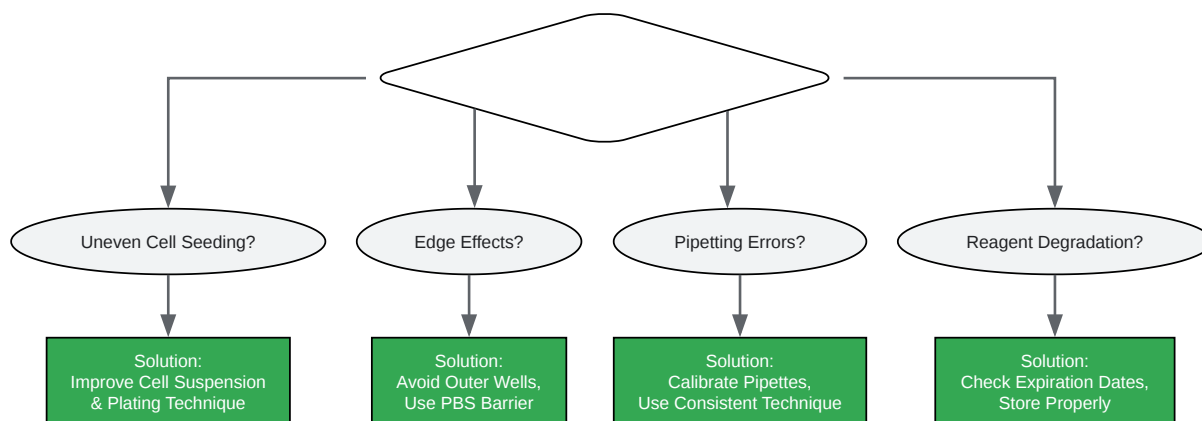 Uneven Cell Seeding?
Edge Effects?
Pipetting Errors?
Reagent Degradation?
Solution:
Improve Cell Suspension
& Plating Technique
Solution:
Avoid Outer Wells,
Use PBS Barrier
Solution:
Calibrate Pipettes,
Use Consistent Technique
Solution:
Check Expiration Dates,
Store Properly